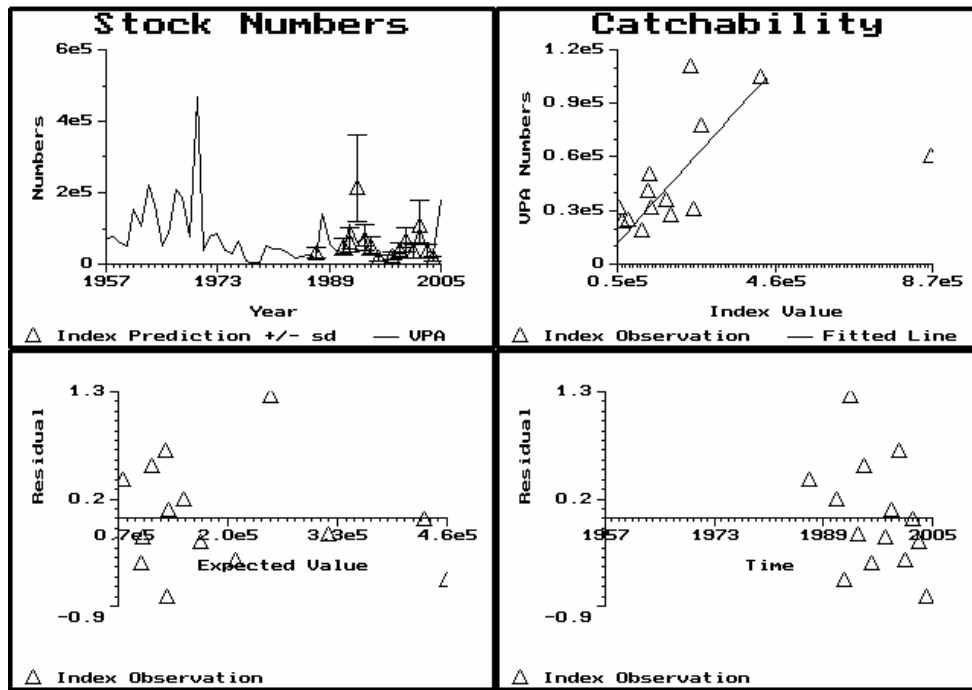 Stock Numbers
6e5
4e5
2e5
0
Numbers
1957 1973 1989 2005
Year
Index Prediction +/- sd VPA
Catchability
1.2e5
0.9e5
0.6e5
0.3e5
0
VPA Numbers
0.5e5 4.6e5 8.7e5
Index Value
Index Observation Fitted Line
1.3
0.2
-0.9
Residual
0.7e5 2.0e5 3.3e5 4.6e5
Expected Value
Index Observation
1.3
0.2
-0.9
Residual
1957 1973 1989 2005
Time
Index Observation